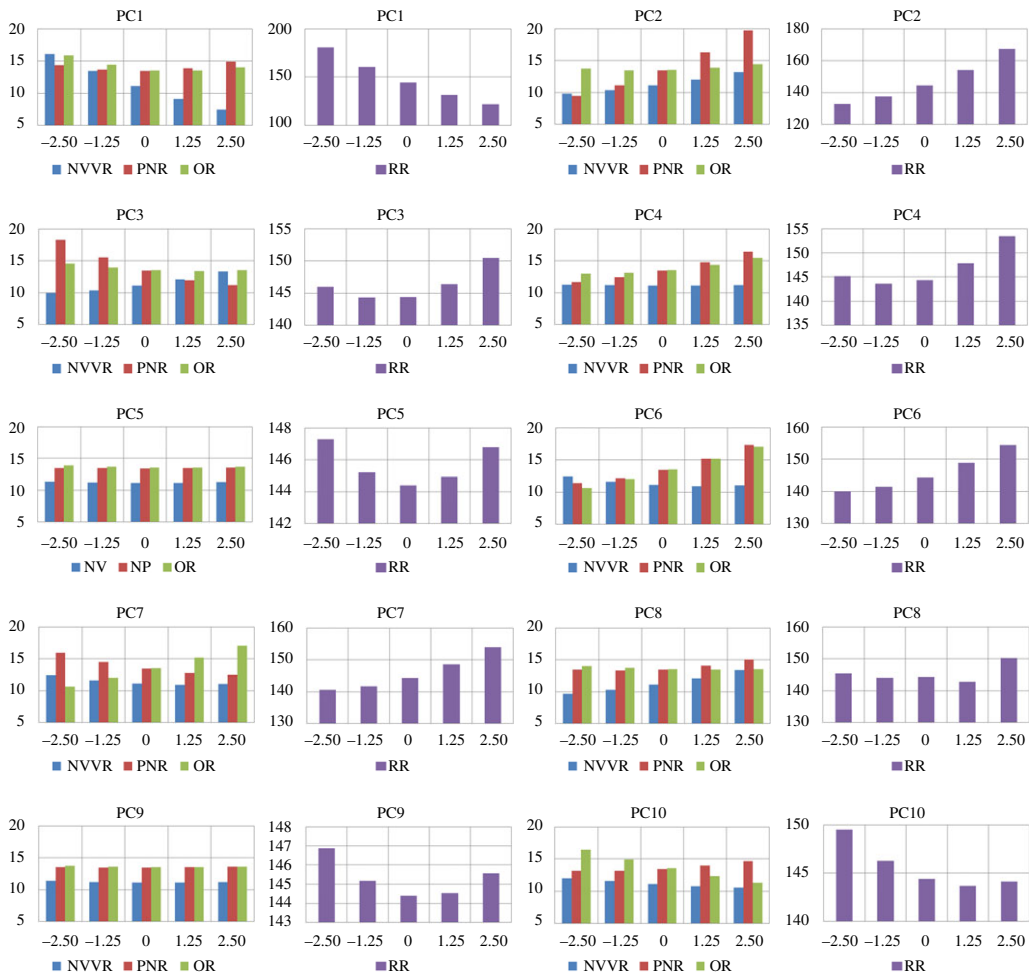 PC1 PC1 PC2 PC2
20 200 20 180
15 160
150
10 140
5 100 5 120
−2.50 −1.25 0 1.25 2.50 −2.50 −1.25 0 1.25 2.50 −2.50 −1.25 0 1.25 2.50 −2.50 −1.25 0 1.25 2.50
NVVR PNR OR RR NVVR PNR OR RR
PC3 PC3 PC4 PC4
20 155 20 155
15 150 15 150
10 145 10 145
140
5 140 5 135
−2.50 −1.25 0 1.25 2.50 −2.50 −1.25 0 1.25 2.50 −2.50 −1.25 0 1.25 2.50 −2.50 −1.25 0 1.25 2.50
NVVR PNR OR RR NVVR PNR OR RR
PC5 PC5 PC6 PC6
20 148 20 160
15 146 15 150
10 144 10 140
5 142 5 130
−2.50 −1.25 0 1.25 2.50 −2.50 −1.25 0 1.25 2.50 −2.50 −1.25 0 1.25 2.50 −2.50 −1.25 0 1.25 2.50
NV NP OR RR NVVR PNR OR RR
PC7 PC7 PC8 PC8
20 160 20 160
15 150 15 150
10 140 10 140
5 130 5 130
−2.50 −1.25 0 1.25 2.50 −2.50 −1.25 0 1.25 2.50 −2.50 −1.25 0 1.25 2.50 −2.50 −1.25 0 1.25 2.50
NVVR PNR OR RR NVVR PNR OR RR
PC9 PC9 PC10 PC10
20 148 20 150
147
15 146 15
145 145
10 144 10
5 143 5 140
−2.50 −1.25 0 1.25 2.50 −2.50 −1.25 0 1.25 2.50 −2.50 −1.25 0 1.25 2.50 −2.50 −1.25 0 1.25 2.50
NVVR PNR OR RR NVVR PNR OR RR